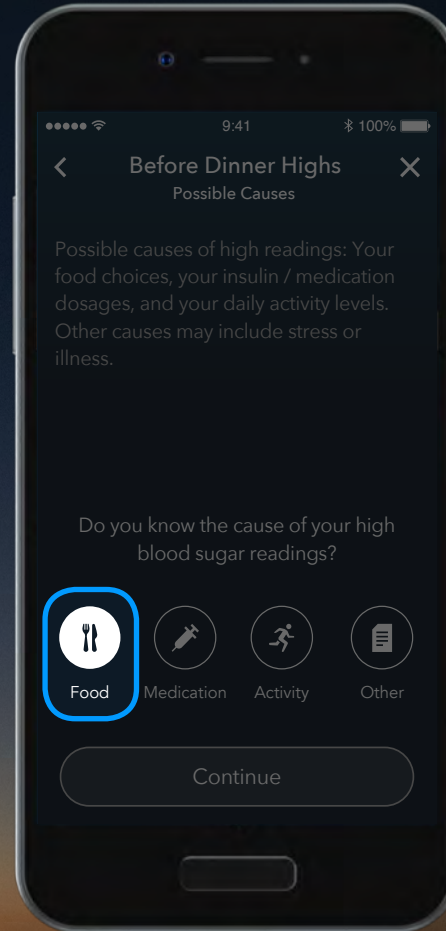 9:41
100%
Before Dinner Highs
Possible Causes
Possible causes of high readings: Your
food choices, your insulin / medication
dosages, and your daily activity levels.
Other causes may include stress or
illness.
Do you know the cause of your high
blood sugar readings?
Food
Medication
Activity
Other
Continue